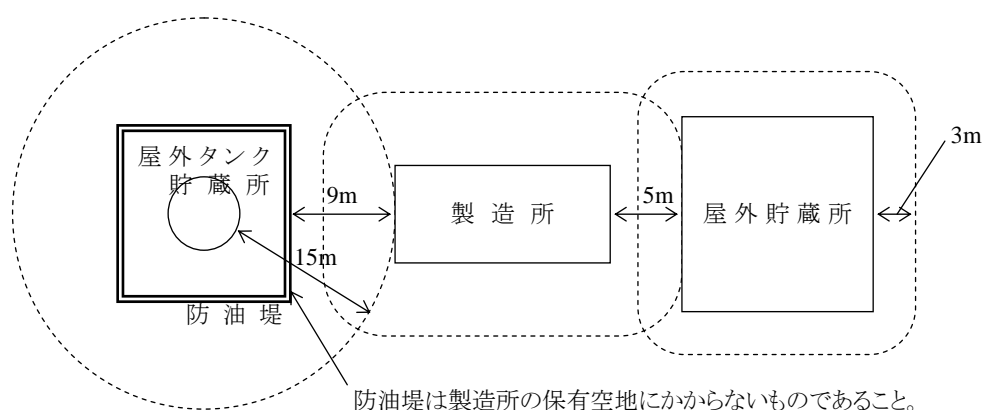 屋外タンク
貯蔵所
9m
製造所
5m
屋外貯蔵所
3m
15m
防油堤
防油堤は製造所の保有空地にかからないものであること。